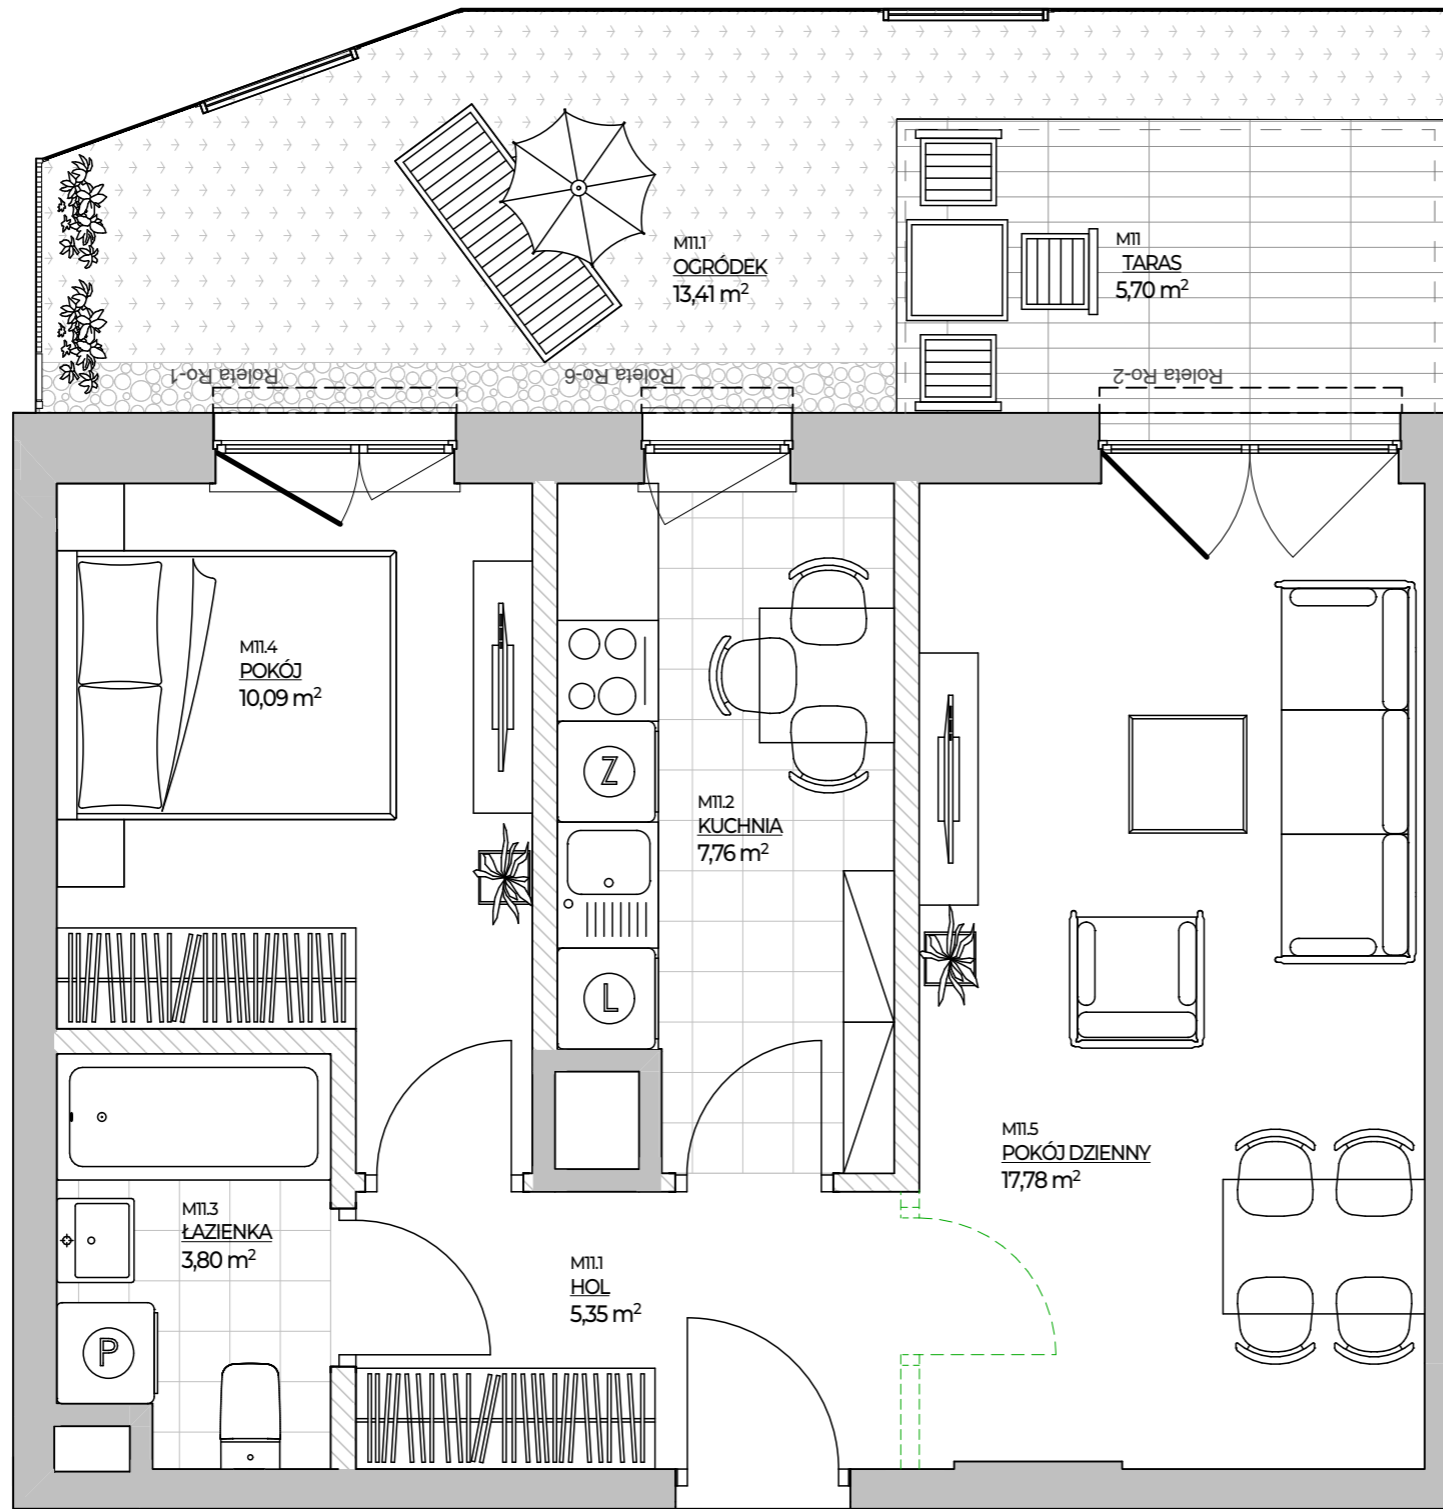 M11.1
OGRÓDEK
13,41 m²
M11
TARAS
5,70 m²
Roleta Ro-1
Roleta Ro-6
Roleta Ro-2
M11.4
POKÓJ
10,09 m²
Z
M11.2
KUCHNIA
7,76 m²
L
M11.5
POKÓJ DZIENNY
17,78 m²
M11.3
ŁAZIENKA
3,80 m²
M11.1
HOL
5,35 m²
P